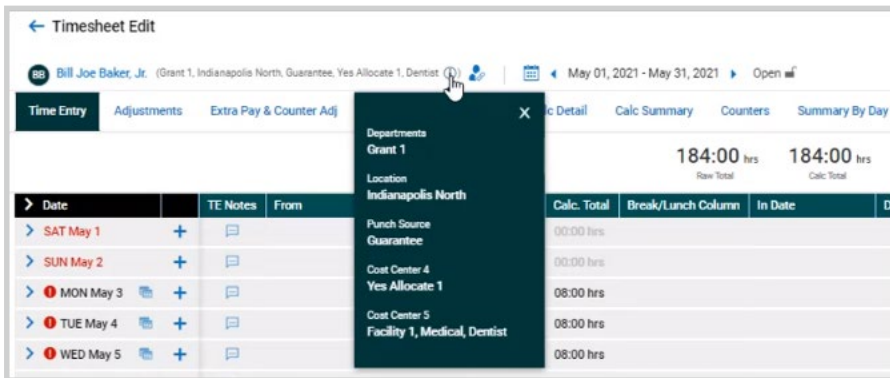 ← Timesheet Edit
BB Bill Joe Baker, Jr. (Grant 1, Indianapolis North, Guarantee, Yes Allocate 1, Dentist ) May 01, 2021 - May 31, 2021 Open
Time Entry Adjustments Extra Pay & Counter Adj Detail Calc Summary Counters Summary By Day
X
Departments
Grant 1
Location
Indianapolis North
Punch Source
Guarantee
Cost Center 4
Yes Allocate 1
Cost Center 5
Facility 1, Medical, Dentist
184:00 hrs 184:00 hrs
Raw Total Calc Total
Date TE Notes From Calc. Total Break/Lunch Column In Date
SAT May 1 + 00:00 hrs
SUN May 2 + 00:00 hrs
MON May 3 + 08:00 hrs
TUE May 4 + 08:00 hrs
WED May 5 + 08:00 hrs